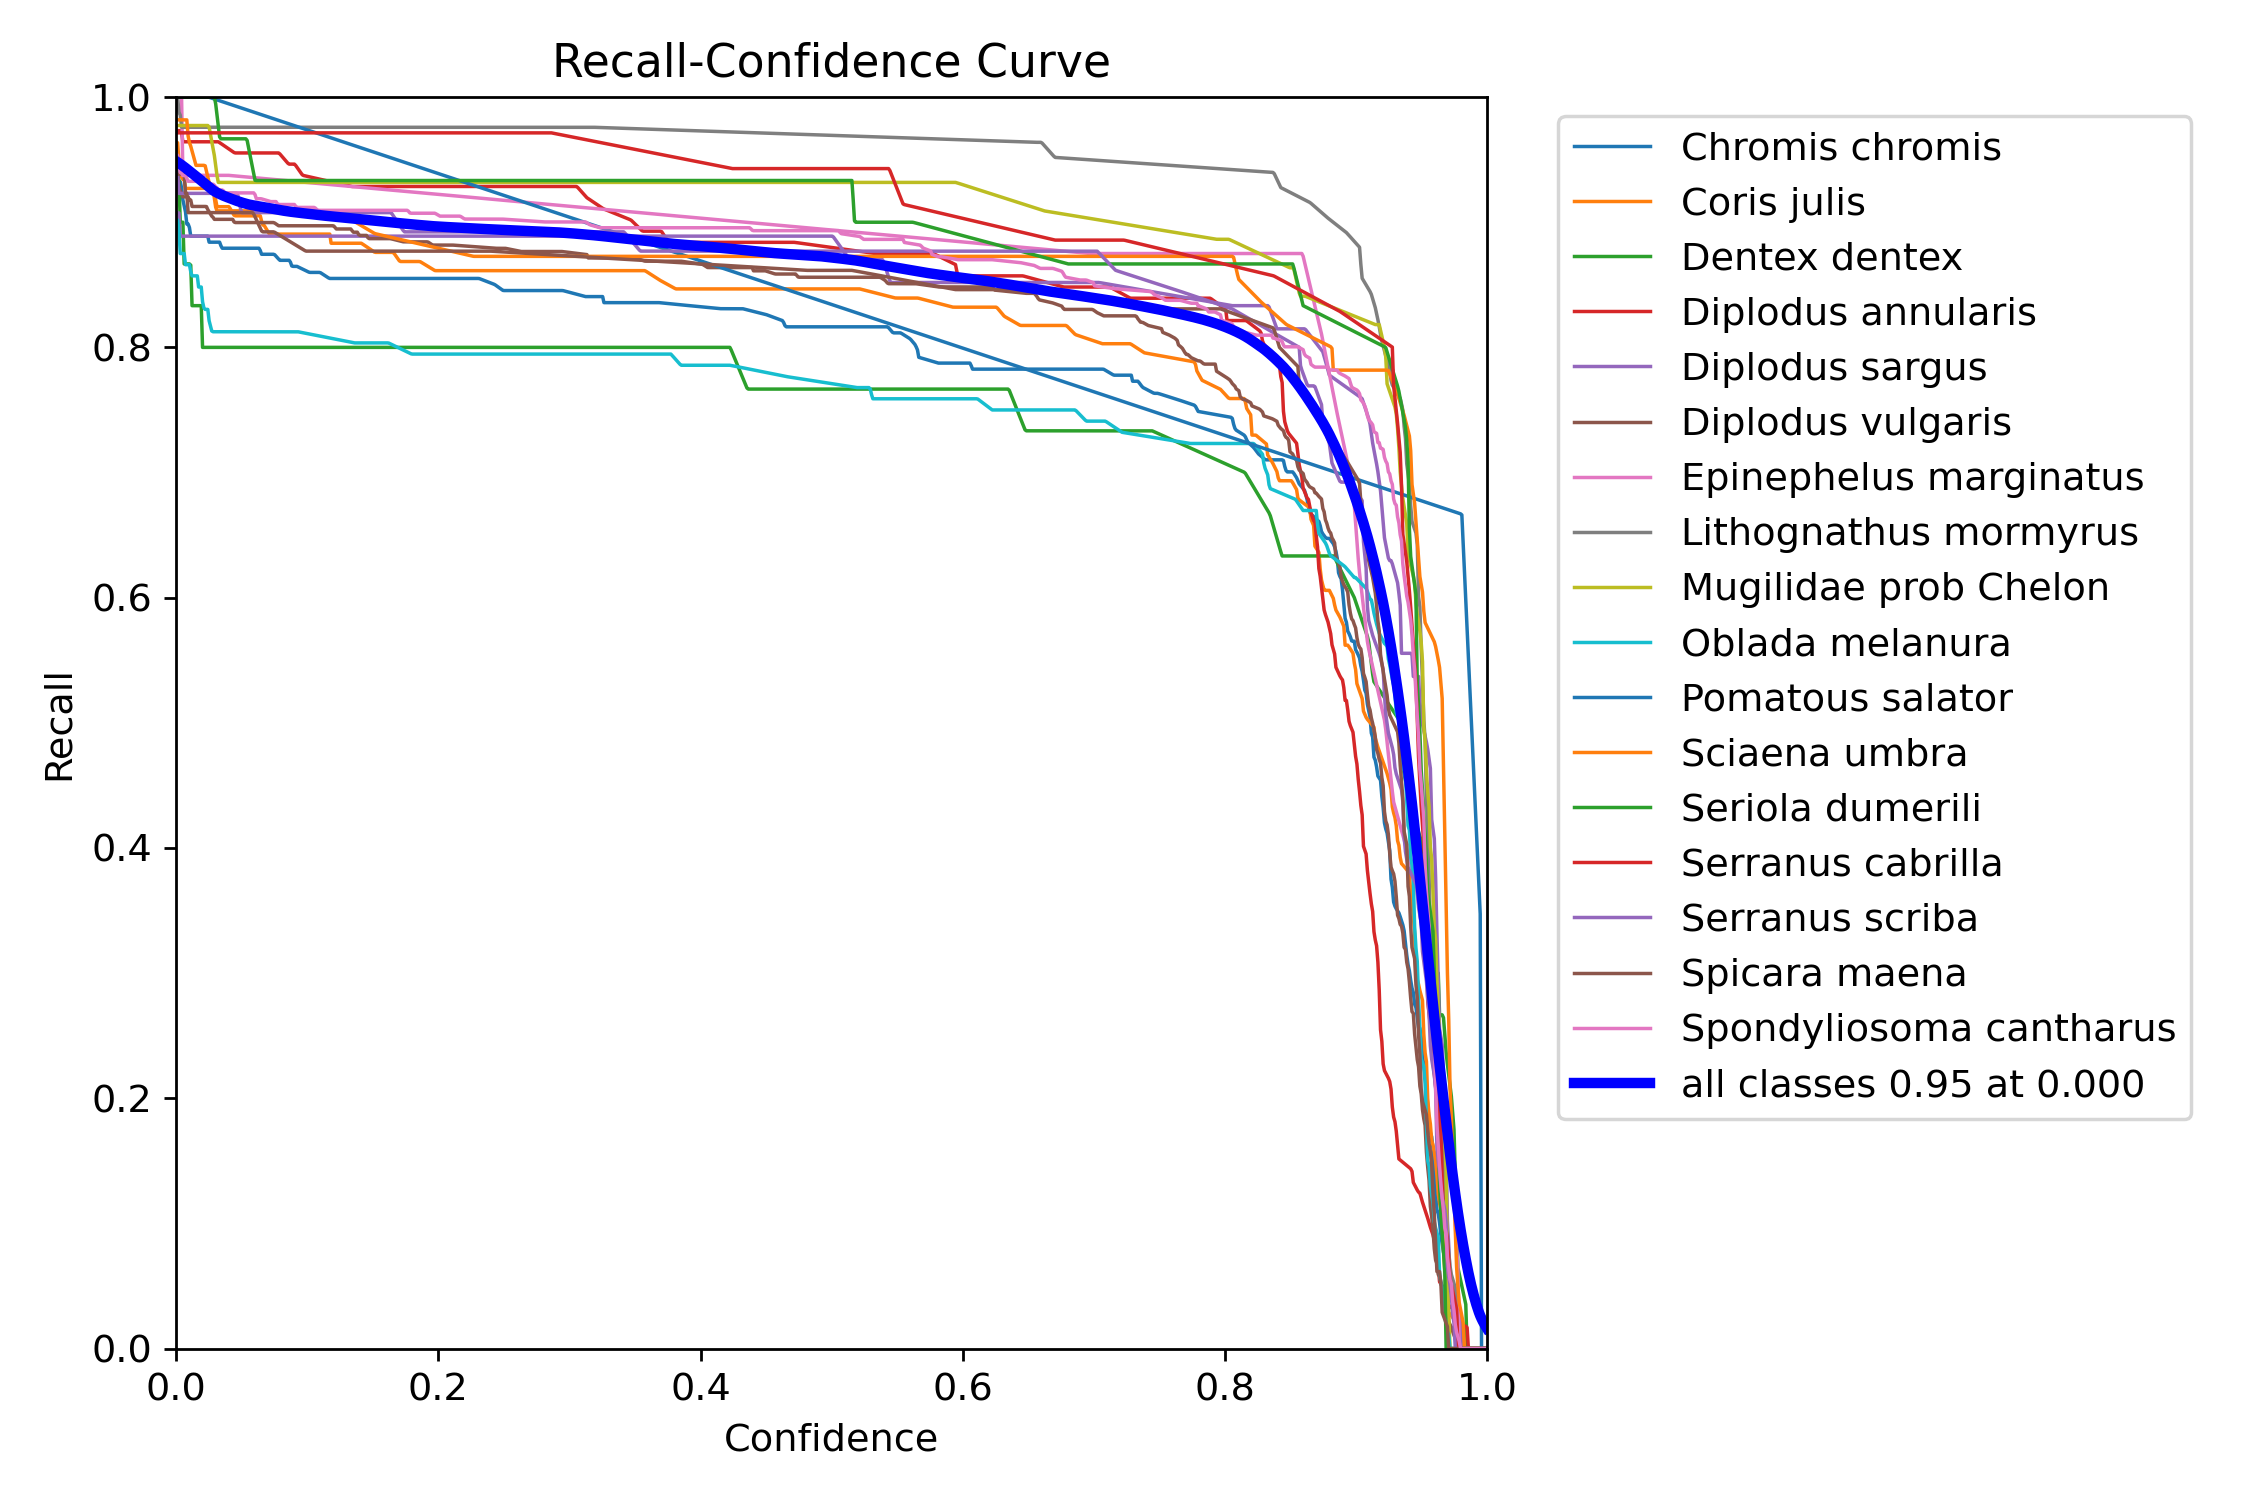 Recall-Confidence Curve
1.0
0.8
0.6
0.4
0.2
0.0
Recall
0.0 0.2 0.4 0.6 0.8 1.0
Confidence
Chromis chromis
Coris julis
Dentex dentex
Diplodus annularis
Diplodus sargus
Diplodus vulgaris
Epinephelus marginatus
Lithognathus mormyrus
Mugilidae prob Chelon
Oblada melanura
Pomatous salator
Sciaena umbra
Seriola dumerili
Serranus cabrilla
Serranus scriba
Spicara maena
Spondyliosoma cantharus
all classes 0.95 at 0.000